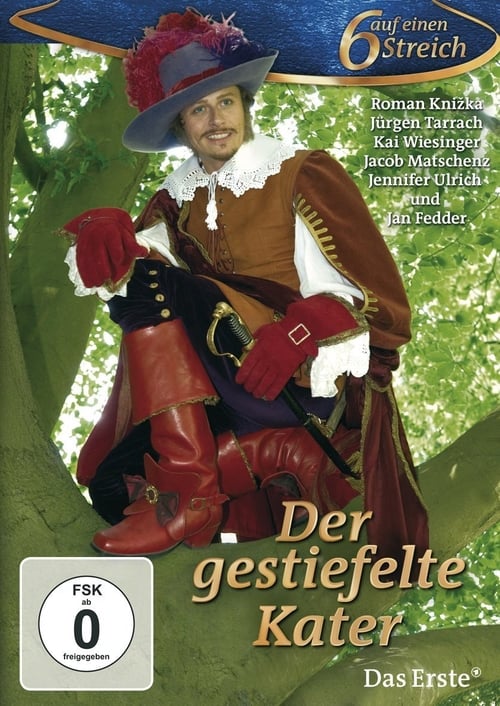 6 auf einen
Streich
Roman Knižka
Jürgen Tarrach
Kai Wiesinger
Jacob Matschenz
Jennifer Ulrich
und
Jan Fedder
Der
gestiefelte
Kater
FSK
ab
0
freigegeben
Das Erste